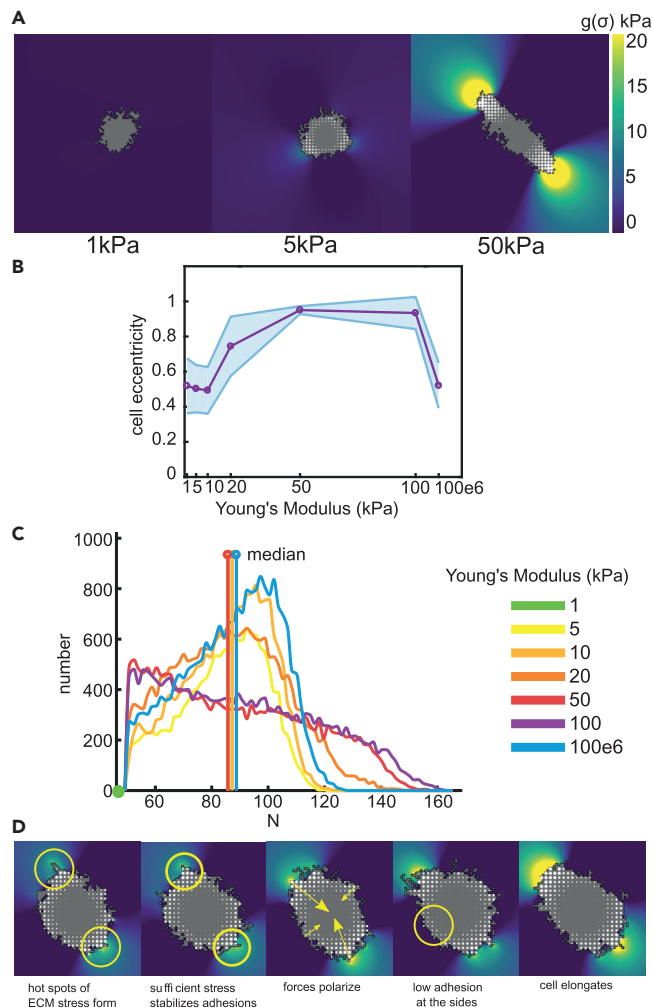 A
g(σ) kPa
20
15
10
5
0
1kPa
5kPa
50kPa
B
cell eccentricity
1
0.8
0.6
0.4
0.2
0
1 5 10 20 50 100 100e6
Young's Modulus (kPa)
C
number
1000
800
600
400
200
0
median
60 80 100 120 140 160
N
Young's Modulus (kPa)
1
5
10
20
50
100
100e6
D
hot spots of
ECM stress form
sufficient stress
stabilizes adhesions
forces polarize
low adhesion
at the sides
cell elongates